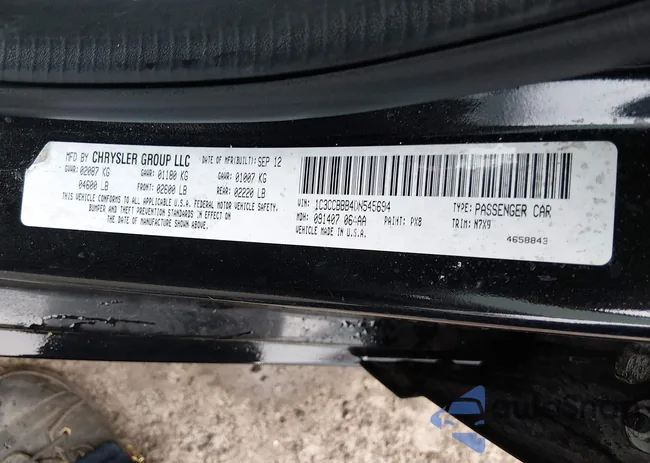 MFD BY CHRYSLER GROUP LLC DATE OF MFR(BUILT): SEP 12
GVWR: 02087 KG GAWR: 01180 KG GAWR: 01007 KG
04600 LB FRONT: 02600 LB REAR: 02220 LB
THIS VEHICLE CONFORMS TO ALL APPLICABLE U.S.A. FEDERAL MOTOR VEHICLE SAFETY,
BUMPER AND THEFT PREVENTION STANDARDS IN EFFECT ON
THE DATE OF MANUFACTURE SHOWN ABOVE.
VIN: 1C3CCBBB4DN545694 TYPE: PASSENGER CAR
MDH: 091407 064AA PAINT: PX8 TRIM: N7X9
VEHICLE MADE IN U.S.A. 4658843